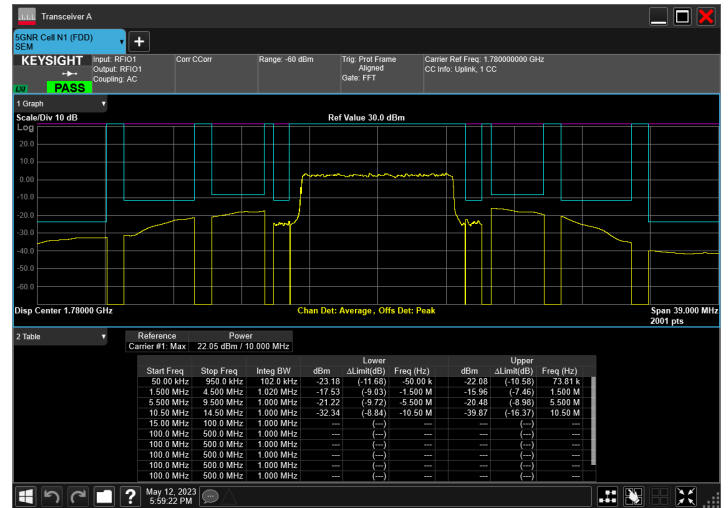 Transceiver A
5GNR Cell N1 (FDD)
SEM
+
KEYSIGHT
Input: RFIO1
Output: RFIO1
Coupling: AC
Corr CCorr
Range: -60 dBm
Trig: Prot Frame
Aligned
Gate: FFT
Carrier Ref Freq: 1.780000000 GHz
CC Info: Uplink, 1 CC
LXI
PASS
1 Graph
Scale/Div 10 dB
Ref Value 30.0 dBm
Log
20.0
10.0
0.00
-10.0
-20.0
-30.0
-40.0
-50.0
-60.0
Disp Center 1.78000 GHz
Chan Det: Average, Offs Det: Peak
Span 39.000 MHz
2001 pts
2 Table
Reference Power
Carrier #1: Max 22.05 dBm / 10.000 MHz
Lower Upper
Start Freq Stop Freq Integ BW dBm ΔLimit(dB) Freq (Hz) dBm ΔLimit(dB) Freq (Hz)
50.00 kHz 950.0 kHz 102.0 kHz -23.18 (-11.68) -50.00 k -22.08 (-10.58) 73.81 k
1.500 MHz 4.500 MHz 1.020 MHz -17.53 (-9.03) -1.500 M -15.96 (-7.46) 1.500 M
5.500 MHz 9.500 MHz 1.000 MHz -21.22 (-9.72) -5.500 M -20.48 (-8.98) 5.500 M
10.50 MHz 14.50 MHz 1.000 MHz -32.34 (-8.84) -10.50 M -39.87 (-16.37) 10.50 M
15.00 MHz 100.0 MHz 1.000 MHz --- (---) --- --- (---) ---
100.0 MHz 500.0 MHz 1.000 MHz --- (---) --- --- (---) ---
100.0 MHz 500.0 MHz 1.000 MHz --- (---) --- --- (---) ---
100.0 MHz 500.0 MHz 1.000 MHz --- (---) --- --- (---) ---
100.0 MHz 500.0 MHz 1.000 MHz --- (---) --- --- (---) ---
100.0 MHz 500.0 MHz 1.000 MHz --- (---) --- --- (---) ---
?
May 12, 2023
5:59:22 PM